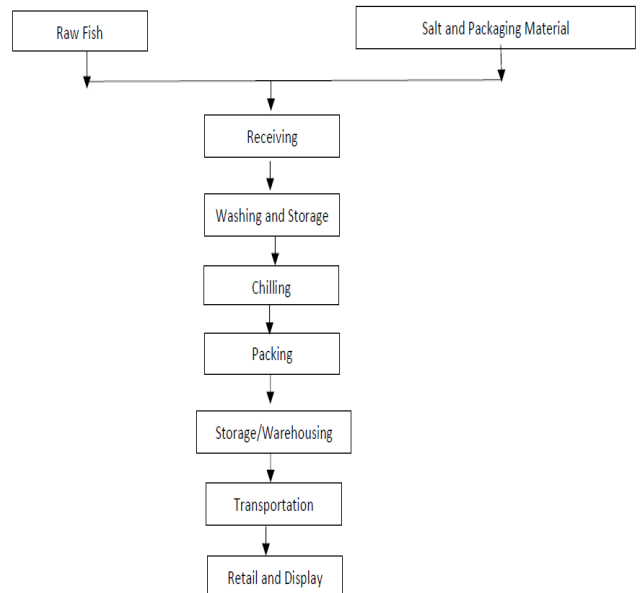 Raw Fish
Salt and Packaging Material
Receiving
Washing and Storage
Chilling
Packing
Storage/Warehousing
Transportation
Retail and Display